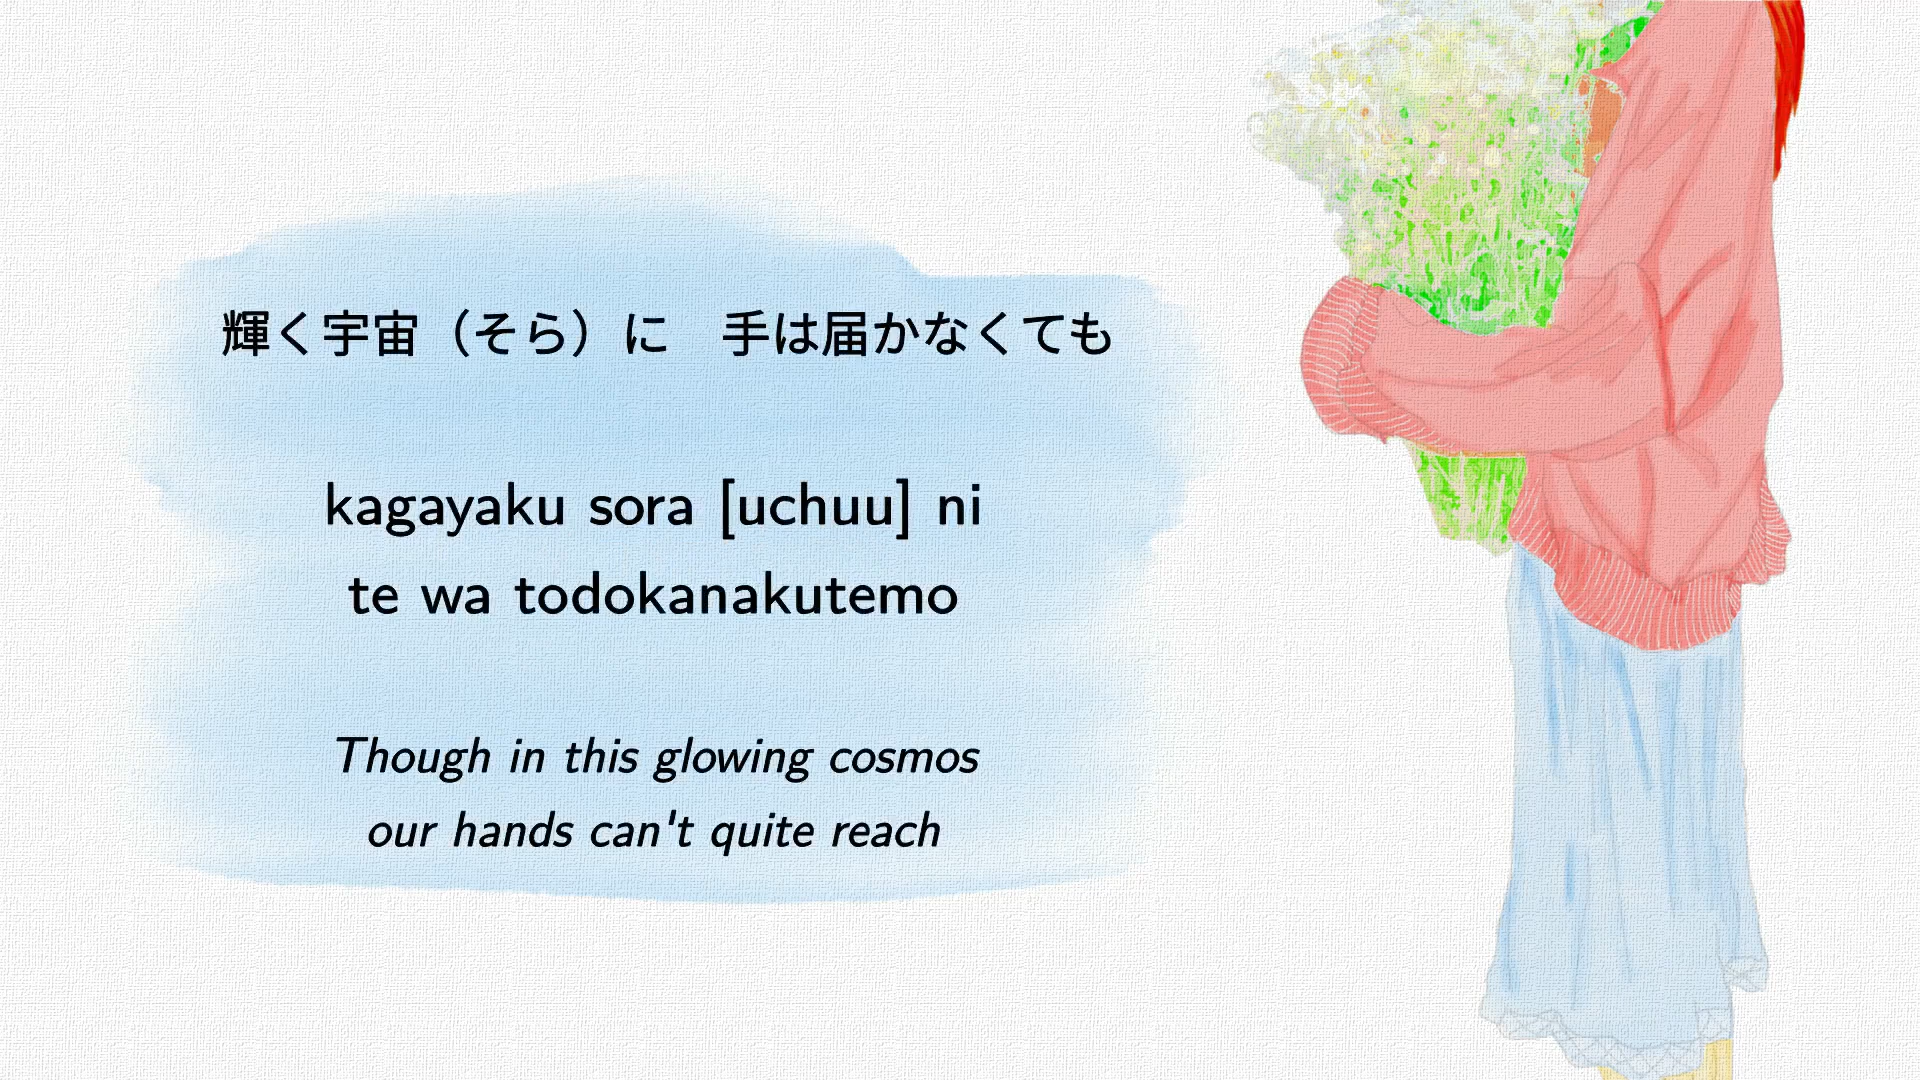 輝く宇宙（そら）に　手は届かなくても
kagayaku sora [uchuu] ni
te wa todokanakutemo
Though in this glowing cosmos
our hands can't quite reach